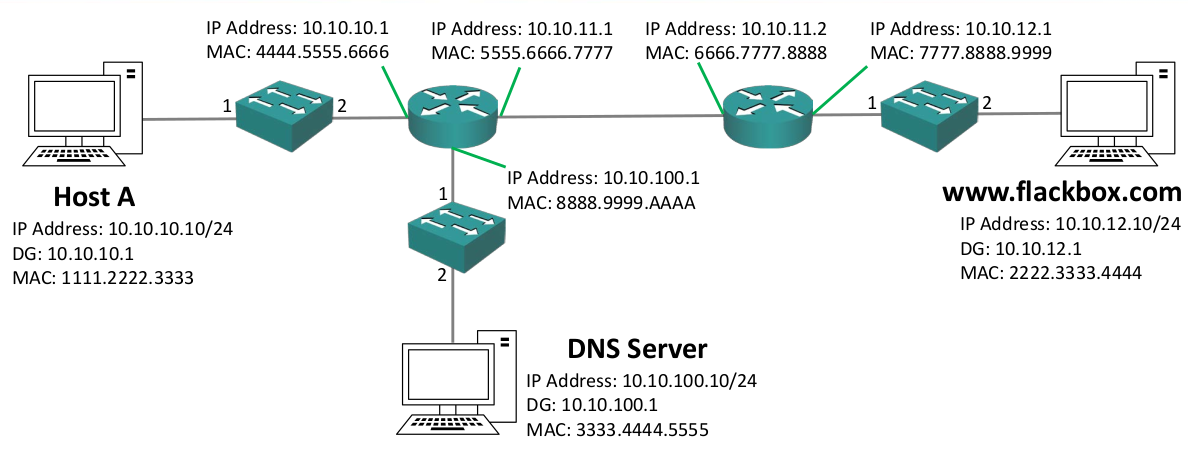 IP Address: 10.10.10.1
MAC: 4444.5555.6666
IP Address: 10.10.11.1
MAC: 5555.6666.7777
IP Address: 10.10.11.2
MAC: 6666.7777.8888
IP Address: 10.10.12.1
MAC: 7777.8888.9999
1
2
1
2
Host A
IP Address: 10.10.10.10/24
DG: 10.10.10.1
MAC: 1111.2222.3333
IP Address: 10.10.100.1
MAC: 8888.9999.AAAA
1
2
www.flackbox.com
IP Address: 10.10.12.10/24
DG: 10.10.12.1
MAC: 2222.3333.4444
DNS Server
IP Address: 10.10.100.10/24
DG: 10.10.100.1
MAC: 3333.4444.5555